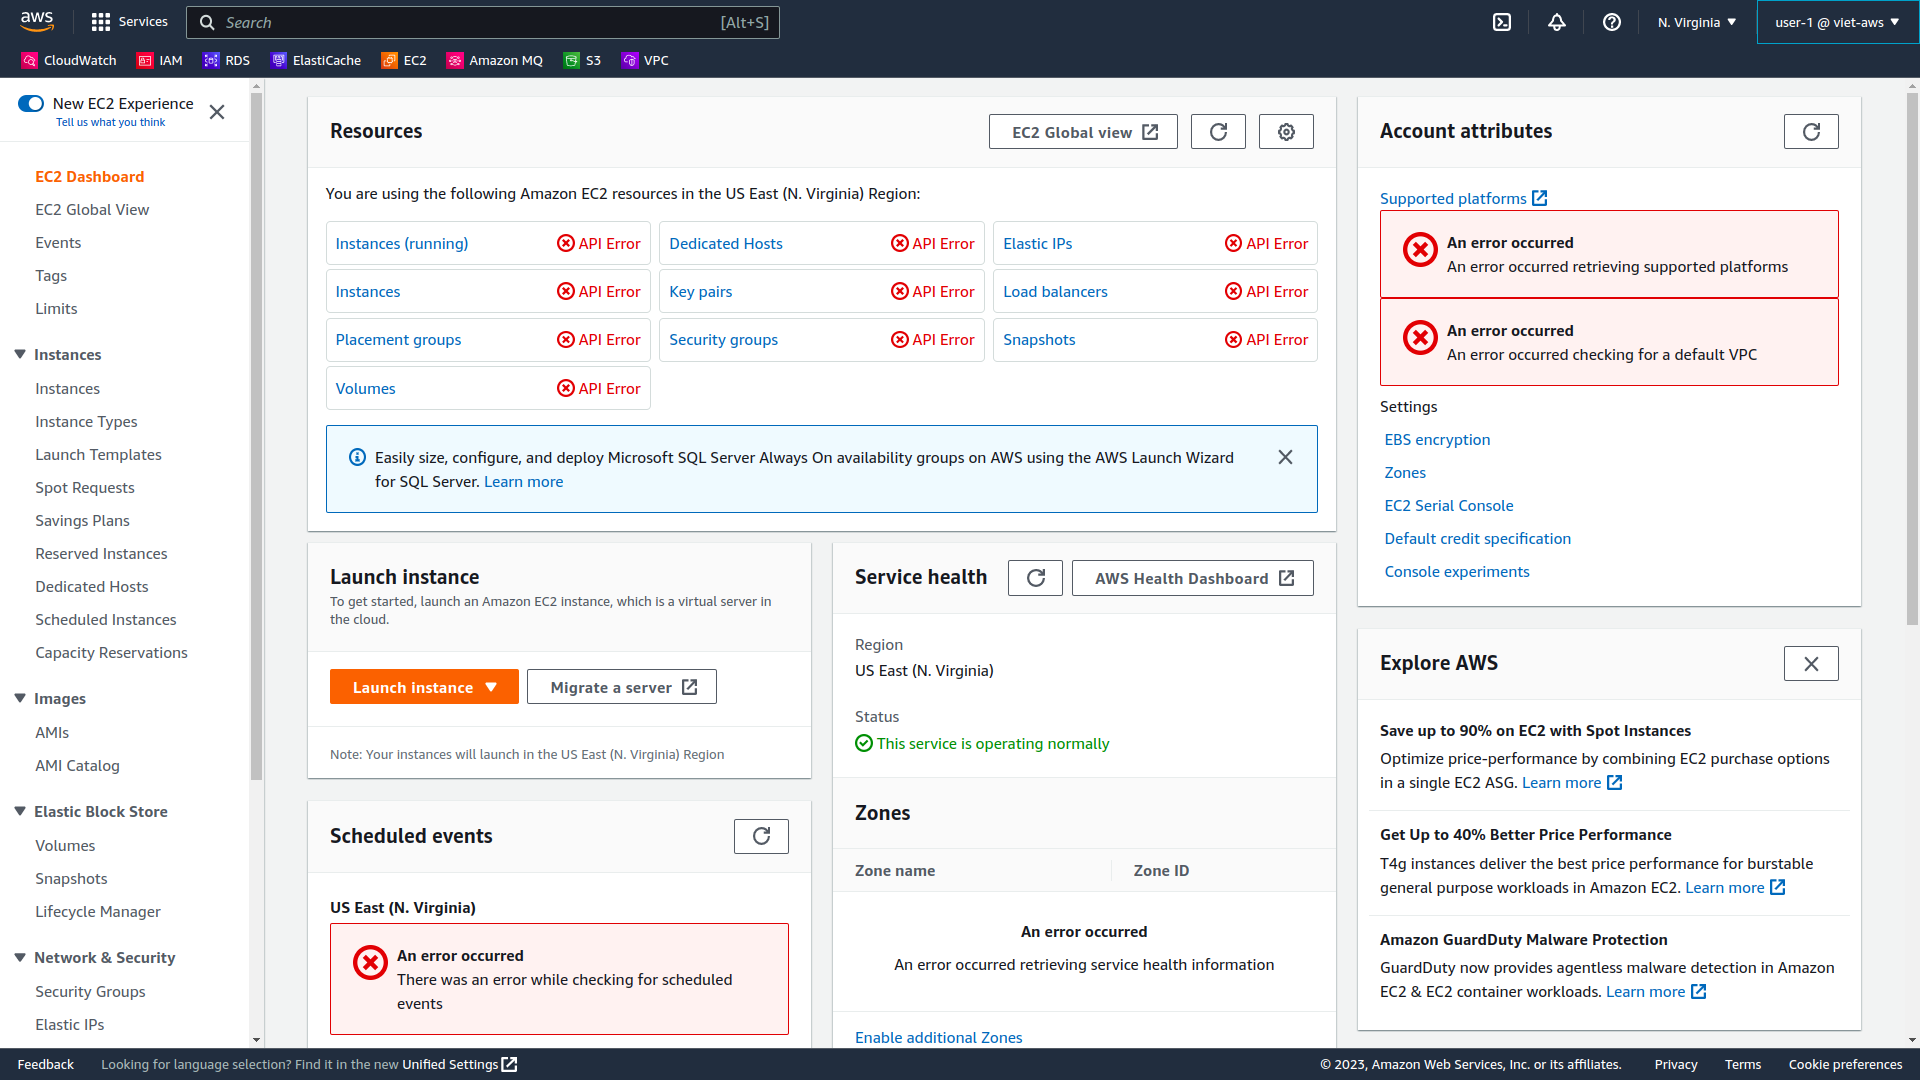 aws
Services
Search
[Alt+S]
N. Virginia
user-1 @ viet-aws
CloudWatch
IAM
RDS
ElastiCache
EC2
Amazon MQ
S3
VPC
New EC2 Experience
Tell us what you think
EC2 Dashboard
EC2 Global View
Events
Tags
Limits
Instances
Instances
Instance Types
Launch Templates
Spot Requests
Savings Plans
Reserved Instances
Dedicated Hosts
Scheduled Instances
Capacity Reservations
Images
AMIs
AMI Catalog
Elastic Block Store
Volumes
Snapshots
Lifecycle Manager
Network & Security
Security Groups
Elastic IPs
Resources
EC2 Global view
You are using the following Amazon EC2 resources in the US East (N. Virginia) Region:
Instances (running)
API Error
Dedicated Hosts
API Error
Elastic IPs
API Error
Instances
API Error
Key pairs
API Error
Load balancers
API Error
Placement groups
API Error
Security groups
API Error
Snapshots
API Error
Volumes
API Error
Easily size, configure, and deploy Microsoft SQL Server Always On availability groups on AWS using the AWS Launch Wizard
for SQL Server. Learn more
Launch instance
To get started, launch an Amazon EC2 instance, which is a virtual server in
the cloud.
Launch instance
Migrate a server
Note: Your instances will launch in the US East (N. Virginia) Region
Scheduled events
US East (N. Virginia)
An error occurred
There was an error while checking for scheduled
events
Service health
AWS Health Dashboard
Region
US East (N. Virginia)
Status
This service is operating normally
Zones
Zone name
Zone ID
An error occurred
An error occurred retrieving service health information
Enable additional Zones
Account attributes
Supported platforms
An error occurred
An error occurred retrieving supported platforms
An error occurred
An error occurred checking for a default VPC
Settings
EBS encryption
Zones
EC2 Serial Console
Default credit specification
Console experiments
Explore AWS
Save up to 90% on EC2 with Spot Instances
Optimize price-performance by combining EC2 purchase options
in a single EC2 ASG. Learn more
Get Up to 40% Better Price Performance
T4g instances deliver the best price performance for burstable
general purpose workloads in Amazon EC2. Learn more
Amazon GuardDuty Malware Protection
GuardDuty now provides agentless malware detection in Amazon
EC2 & EC2 container workloads. Learn more
Feedback
Looking for language selection? Find it in the new Unified Settings
© 2023, Amazon Web Services, Inc. or its affiliates.
Privacy
Terms
Cookie preferences